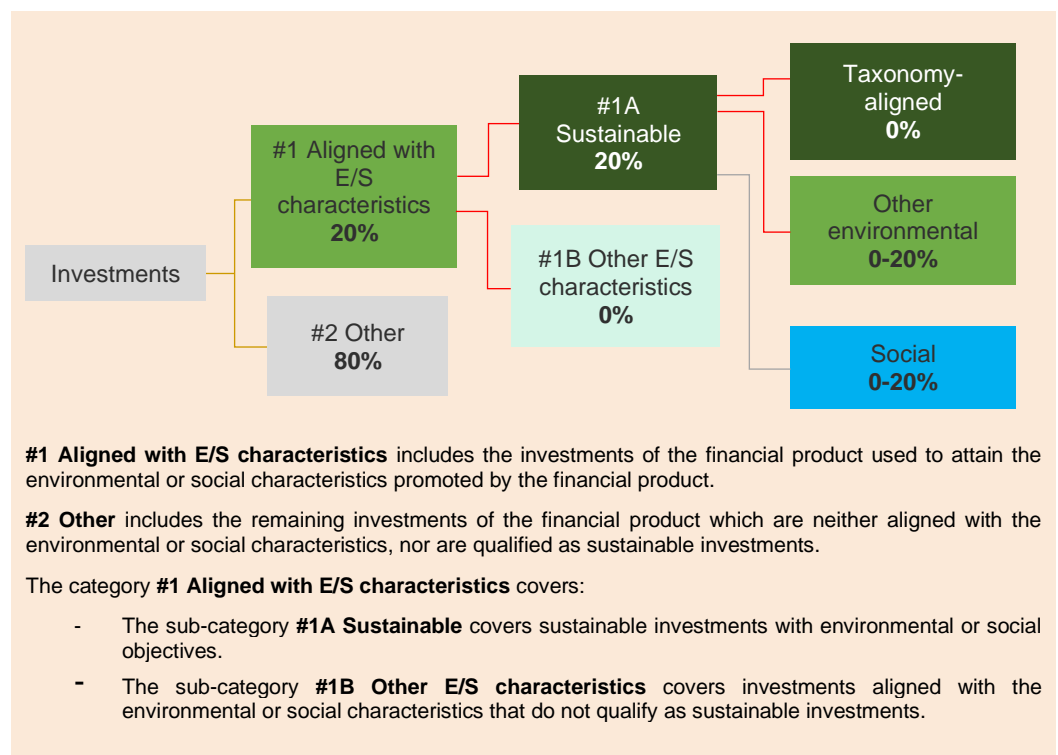 Investments
#1 Aligned with
E/S
characteristics
20%
#2 Other
80%
#1A
Sustainable
20%
#1B Other E/S
characteristics
0%
Taxonomy-
aligned
0%
Other
environmental
0-20%
Social
0-20%
#1 Aligned with E/S characteristics includes the investments of the financial product used to attain the
environmental or social characteristics promoted by the financial product.
#2 Other includes the remaining investments of the financial product which are neither aligned with the
environmental or social characteristics, nor are qualified as sustainable investments.
The category #1 Aligned with E/S characteristics covers:
- The sub-category #1A Sustainable covers sustainable investments with environmental or social
objectives.
- The sub-category #1B Other E/S characteristics covers investments aligned with the
environmental or social characteristics that do not qualify as sustainable investments.